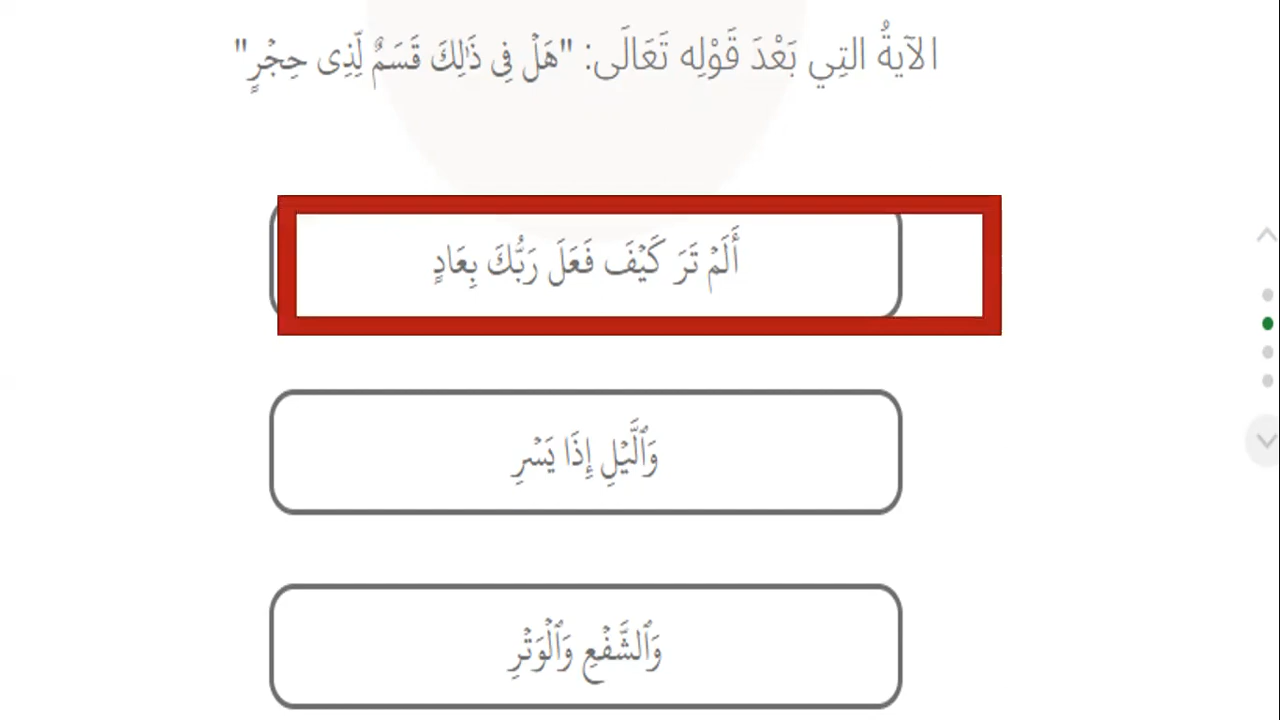 الآيةُ التِي بَعْدَ قَوْلِه تَعَالَى: "هَلْ فِى ذَٰلِكَ قَسَمٌ لِّذِى حِجْرٍ"
أَلَمْ تَرَ كَيْفَ فَعَلَ رَبُّكَ بِعَادٍ
وَٱلَّيْلِ إِذَا يَسْرِ
وَٱلشَّفْعِ وَٱلْوَتْرِ